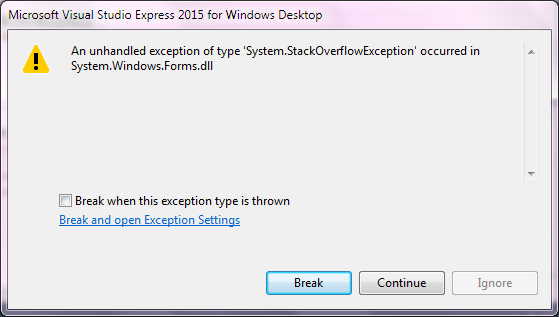 Microsoft Visual Studio Express 2015 for Windows Desktop
An unhandled exception of type 'System.StackOverflowException' occurred in
System.Windows.Forms.dll
Break when this exception type is thrown
Break and open Exception Settings
Break Continue Ignore